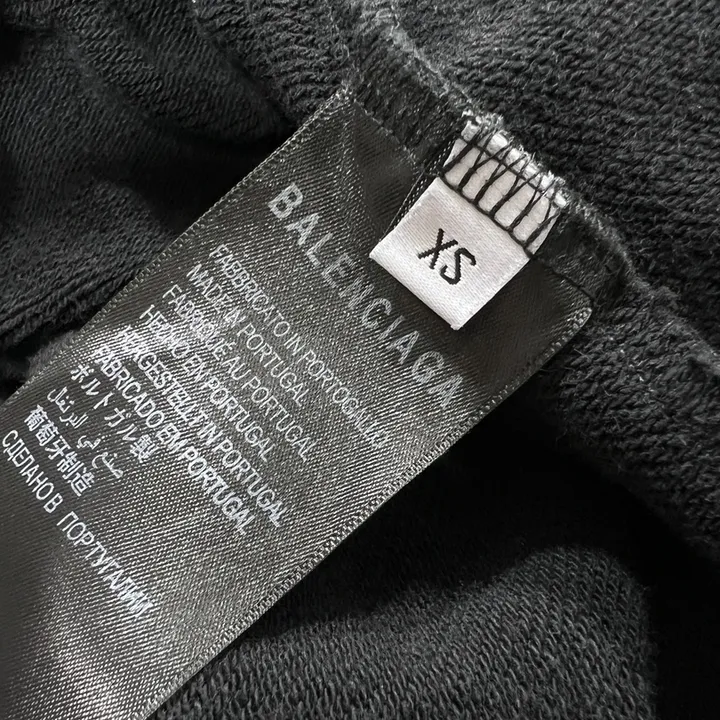 XS
BALENCIAGA
FABBRICATO IN PORTOGALLO
MADE IN PORTUGAL
FABRIQUE AU PORTUGAL
HECHO EN PORTUGAL
HERGESTELLT IN PORTUGAL
FABRICADO EM PORTUGAL
ポルトガル製
صنع في البرتغال
葡萄牙制造
СДЕЛАНО В ПОРТУГАЛИИ